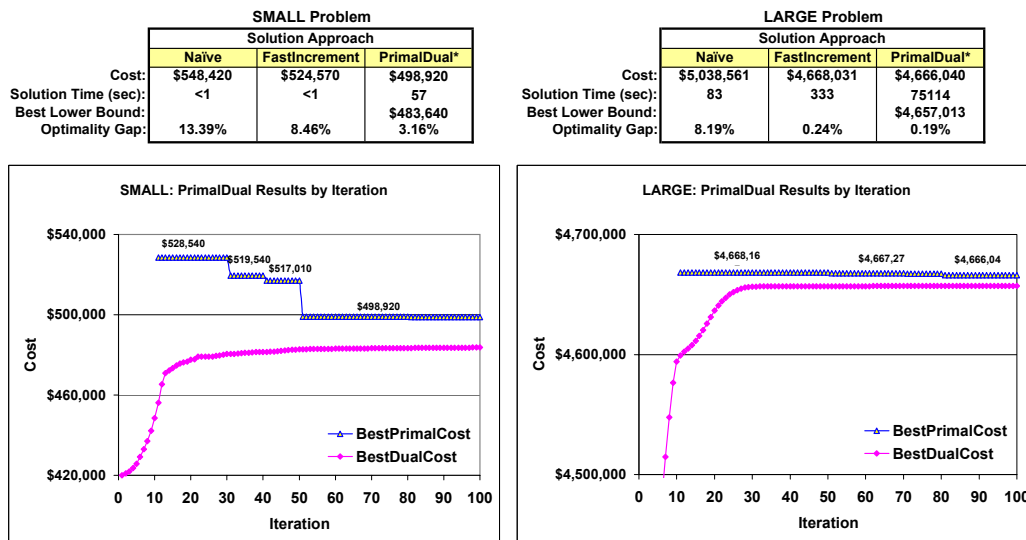 SMALL Problem
Solution Approach
Naïve FastIncrement PrimalDual*
Cost: $548,420 $524,570 $498,920
Solution Time (sec): <1 <1 57
Best Lower Bound: $483,640
Optimality Gap: 13.39% 8.46% 3.16%
LARGE Problem
Solution Approach
Naïve FastIncrement PrimalDual*
Cost: $5,038,561 $4,668,031 $4,666,040
Solution Time (sec): 83 333 75114
Best Lower Bound: $4,657,013
Optimality Gap: 8.19% 0.24% 0.19%
SMALL: PrimalDual Results by Iteration
$540,000
$528,540
$519,540
$517,010
$500,000
$498,920
Cost
$460,000
BestPrimalCost
BestDualCost
$420,000
0 10 20 30 40 50 60 70 80 90 100
Iteration
LARGE: PrimalDual Results by Iteration
$4,700,000
$4,668,16 $4,667,27 $4,666,04
$4,600,000
Cost
BestPrimalCost
BestDualCost
$4,500,000
0 10 20 30 40 50 60 70 80 90 100
Iteration